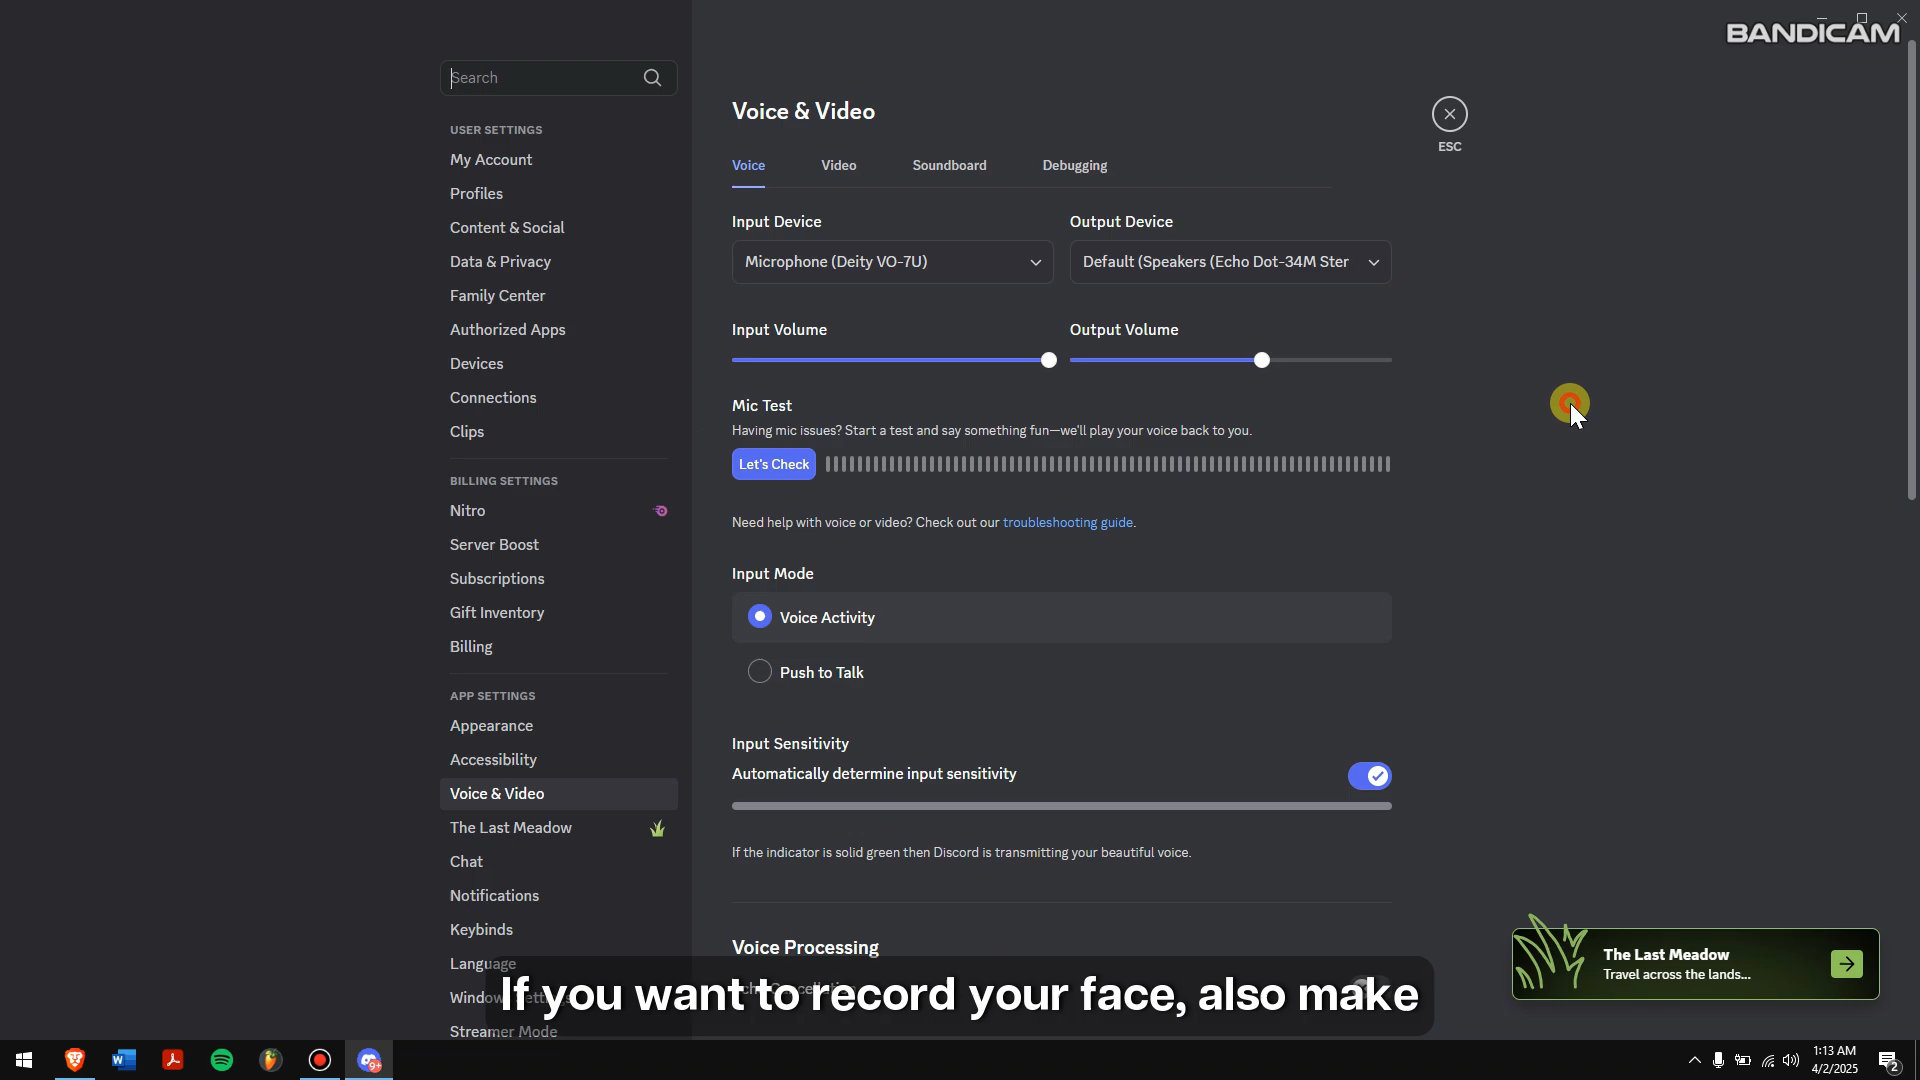 BANDICAM
Search
USER SETTINGS
My Account
Profiles
Content & Social
Data & Privacy
Family Center
Authorized Apps
Devices
Connections
Clips
BILLING SETTINGS
Nitro
Server Boost
Subscriptions
Gift Inventory
Billing
APP SETTINGS
Appearance
Accessibility
Voice & Video
The Last Meadow
Chat
Notifications
Keybinds
Language
Streamer Mode
Voice & Video
ESC
Voice Video Soundboard Debugging
Input Device Output Device
Microphone (Deity VO-7U) Default (Speakers (Echo Dot-34M Ster
Input Volume Output Volume
Mic Test
Having mic issues? Start a test and say something fun—we'll play your voice back to you.
Let's Check
Need help with voice or video? Check out our troubleshooting guide.
Input Mode
Voice Activity
Push to Talk
Input Sensitivity
Automatically determine input sensitivity
If the indicator is solid green then Discord is transmitting your beautiful voice.
Voice Processing
The Last Meadow
Travel across the lands...
If you want to record your face, also make
9+
1:13 AM
4/2/2025
2